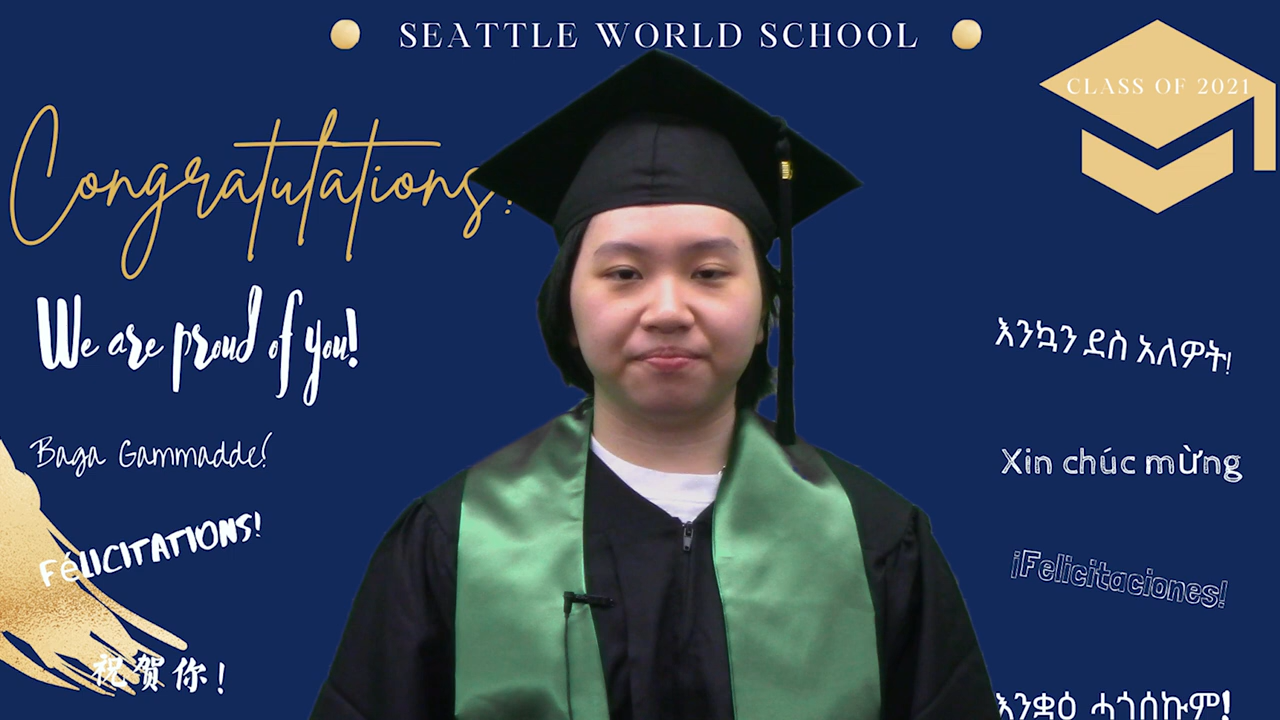 SEATTLE WORLD SCHOOL
CLASS OF 2021
Congratulations!
We are proud of you!
Baga Gammadde!
FéLICITATIONS!
祝贺你!
እንኳን ደስ አለዎት!
Xin chúc mừng
¡Felicitaciones!
እንቋዕ ሓጎሰኩም!